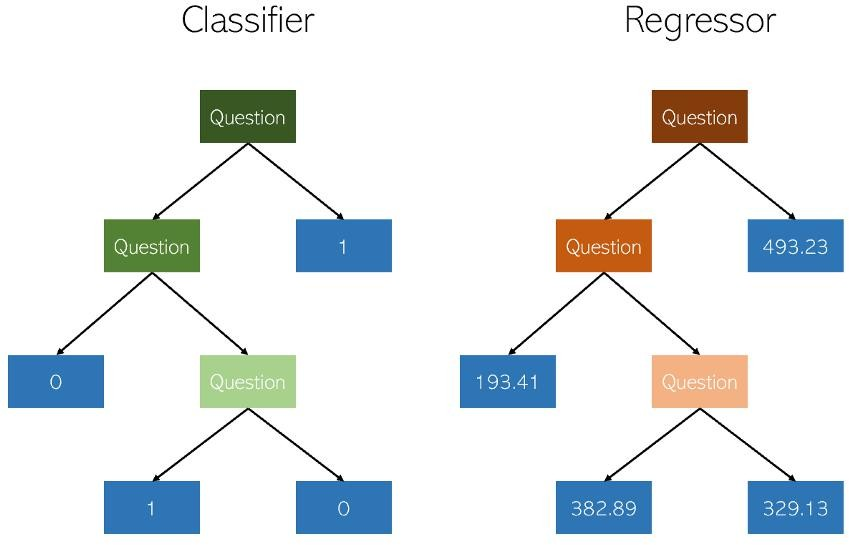 Classifier
Regressor
Question
Question
Question
1
Question
493.23
0
Question
193.41
Question
1
0
382.89
329.13